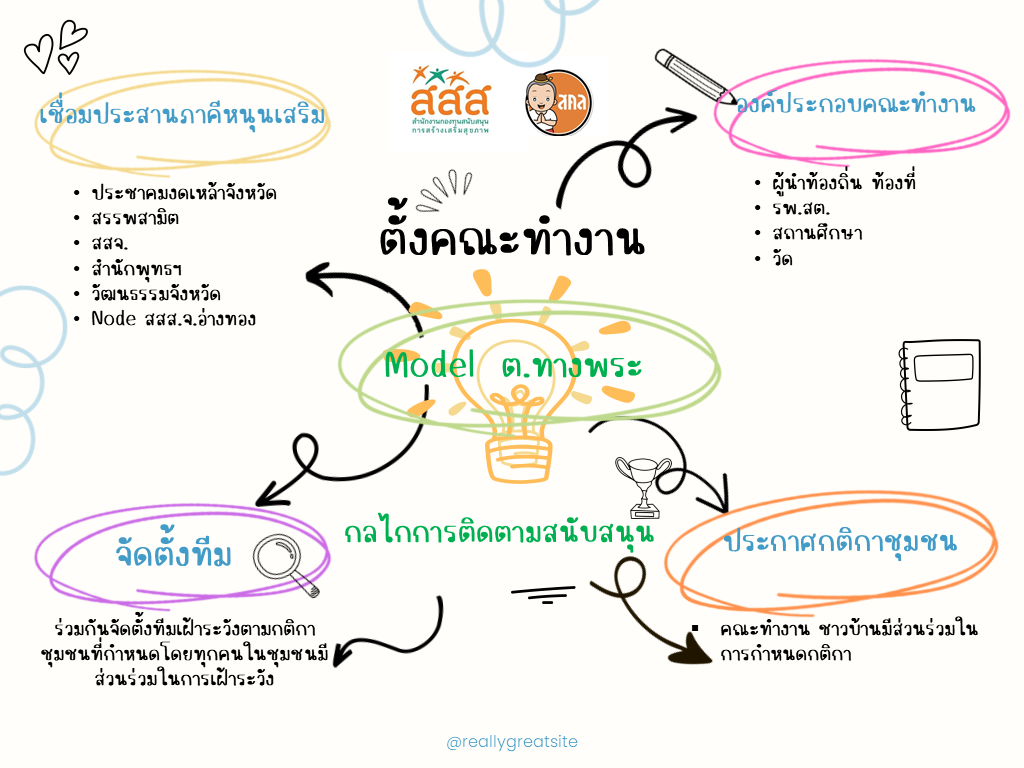 สสส
สำนักงานกองทุนสนับสนุน
การสร้างเสริมสุขภาพ
สคล
เชื่อมประสานภาคีหนุนเสริม
• ประชาคมงดเหล้าจังหวัด
• สรรพสามิต
• สสจ.
• สำนักพุทธฯ
• วัฒนธรรมจังหวัด
• Node สสส.จ.อ่างทอง
องค์ประกอบคณะทำงาน
• ผู้นำท้องถิ่น ท้องที่
• รพ.สต.
• สถานศึกษา
• วัด
ตั้งคณะทำงาน
Model ต.ทางพระ
กลไกการติดตามสนับสนุน
จัดตั้งทีม
ร่วมกันจัดตั้งทีมเฝ้าระวังตามกติกา
ชุมชนที่กำหนดโดยทุกคนในชุมชนมี
ส่วนร่วมในการเฝ้าระวัง
ประกาศกติกาชุมชน
▪ คณะทำงาน ชาวบ้านมีส่วนร่วมใน
การกำหนดกติกา
@reallygreatsite